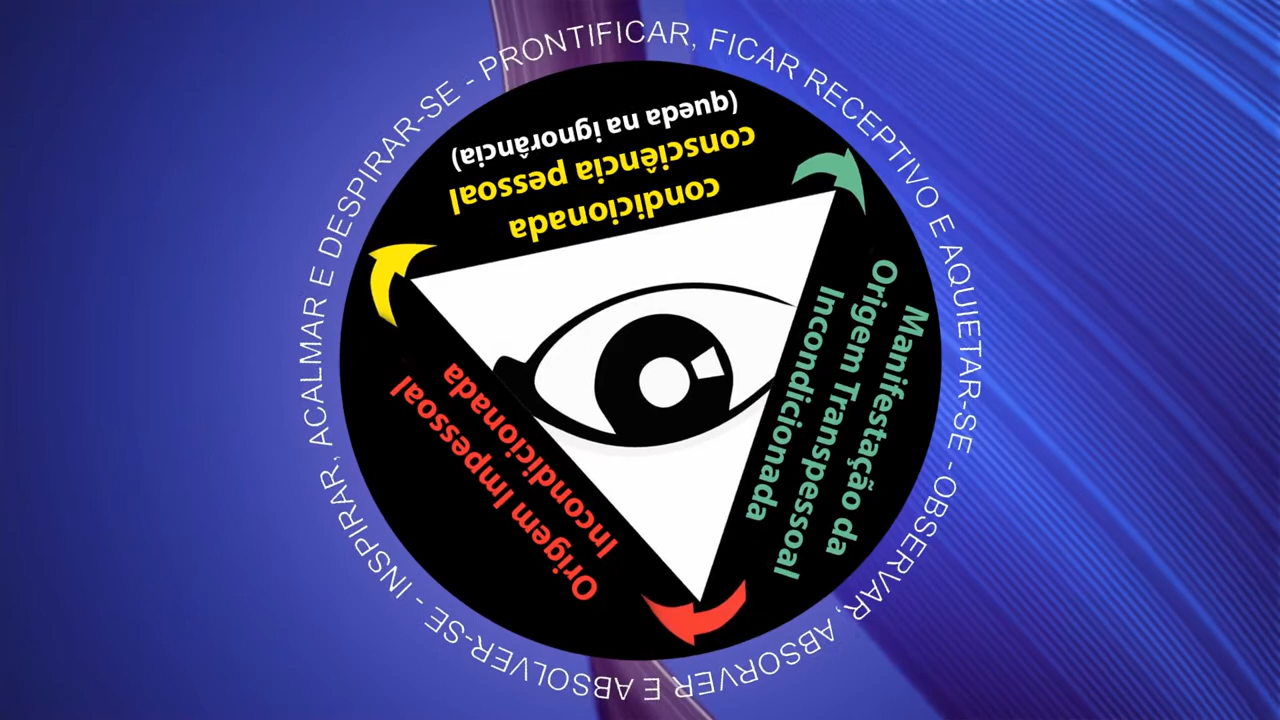 PRONTIFICAR, FICAR RECEPTIVO E AQUIETAR-SE -OBSERVAR, ABSORVER E ABSOLVER-SE - INSPIRAR, ACALMAR E DESPIRAR-SE -
condicionada
consciência pessoal
(queda na ignorância)
Manifestação da
Origem Transpessoal
Incondicionada
Origem Impessoal
Incondicionada